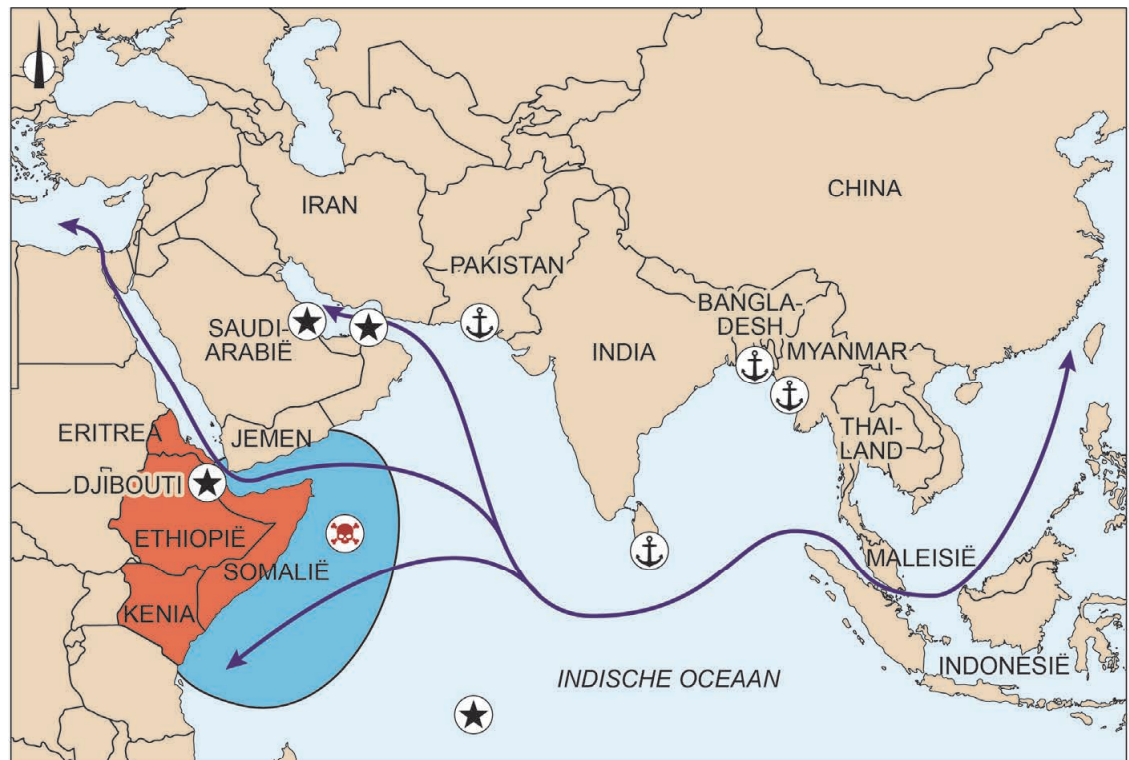 CHINA
IRAN
PAKISTAN
BANGLA-
DESH
SAUDI-
ARABIË
INDIA
MYANMAR
THAI-
LAND
ERITREA
JEMEN
DJIBOUTI
ETHIOPIË
SOMALIË
MALEISIË
KENIA
INDONESIË
INDISCHE OCEAAN